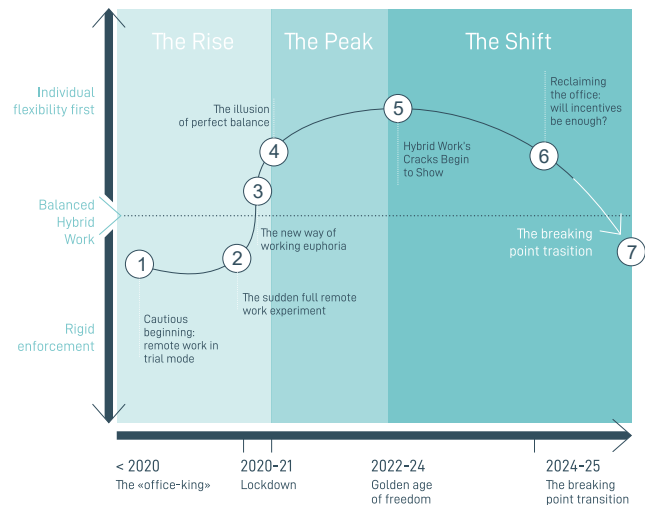 The Rise
The Peak
The Shift
Individual
flexibility first
Balanced
Hybrid
Work
Rigid
enforcement
1
Cautious
beginning:
remote work in
trial mode
2
The sudden full remote
work experiment
3
The new way of
working euphoria
4
The illusion
of perfect balance
5
Hybrid Work's
Cracks Begin
to Show
6
Reclaiming
the office:
will incentives
be enough?
7
The breaking
point trasition
< 2020
The «office-king»
2020-21
Lockdown
2022-24
Golden age
of freedom
2024-25
The breaking
point transition